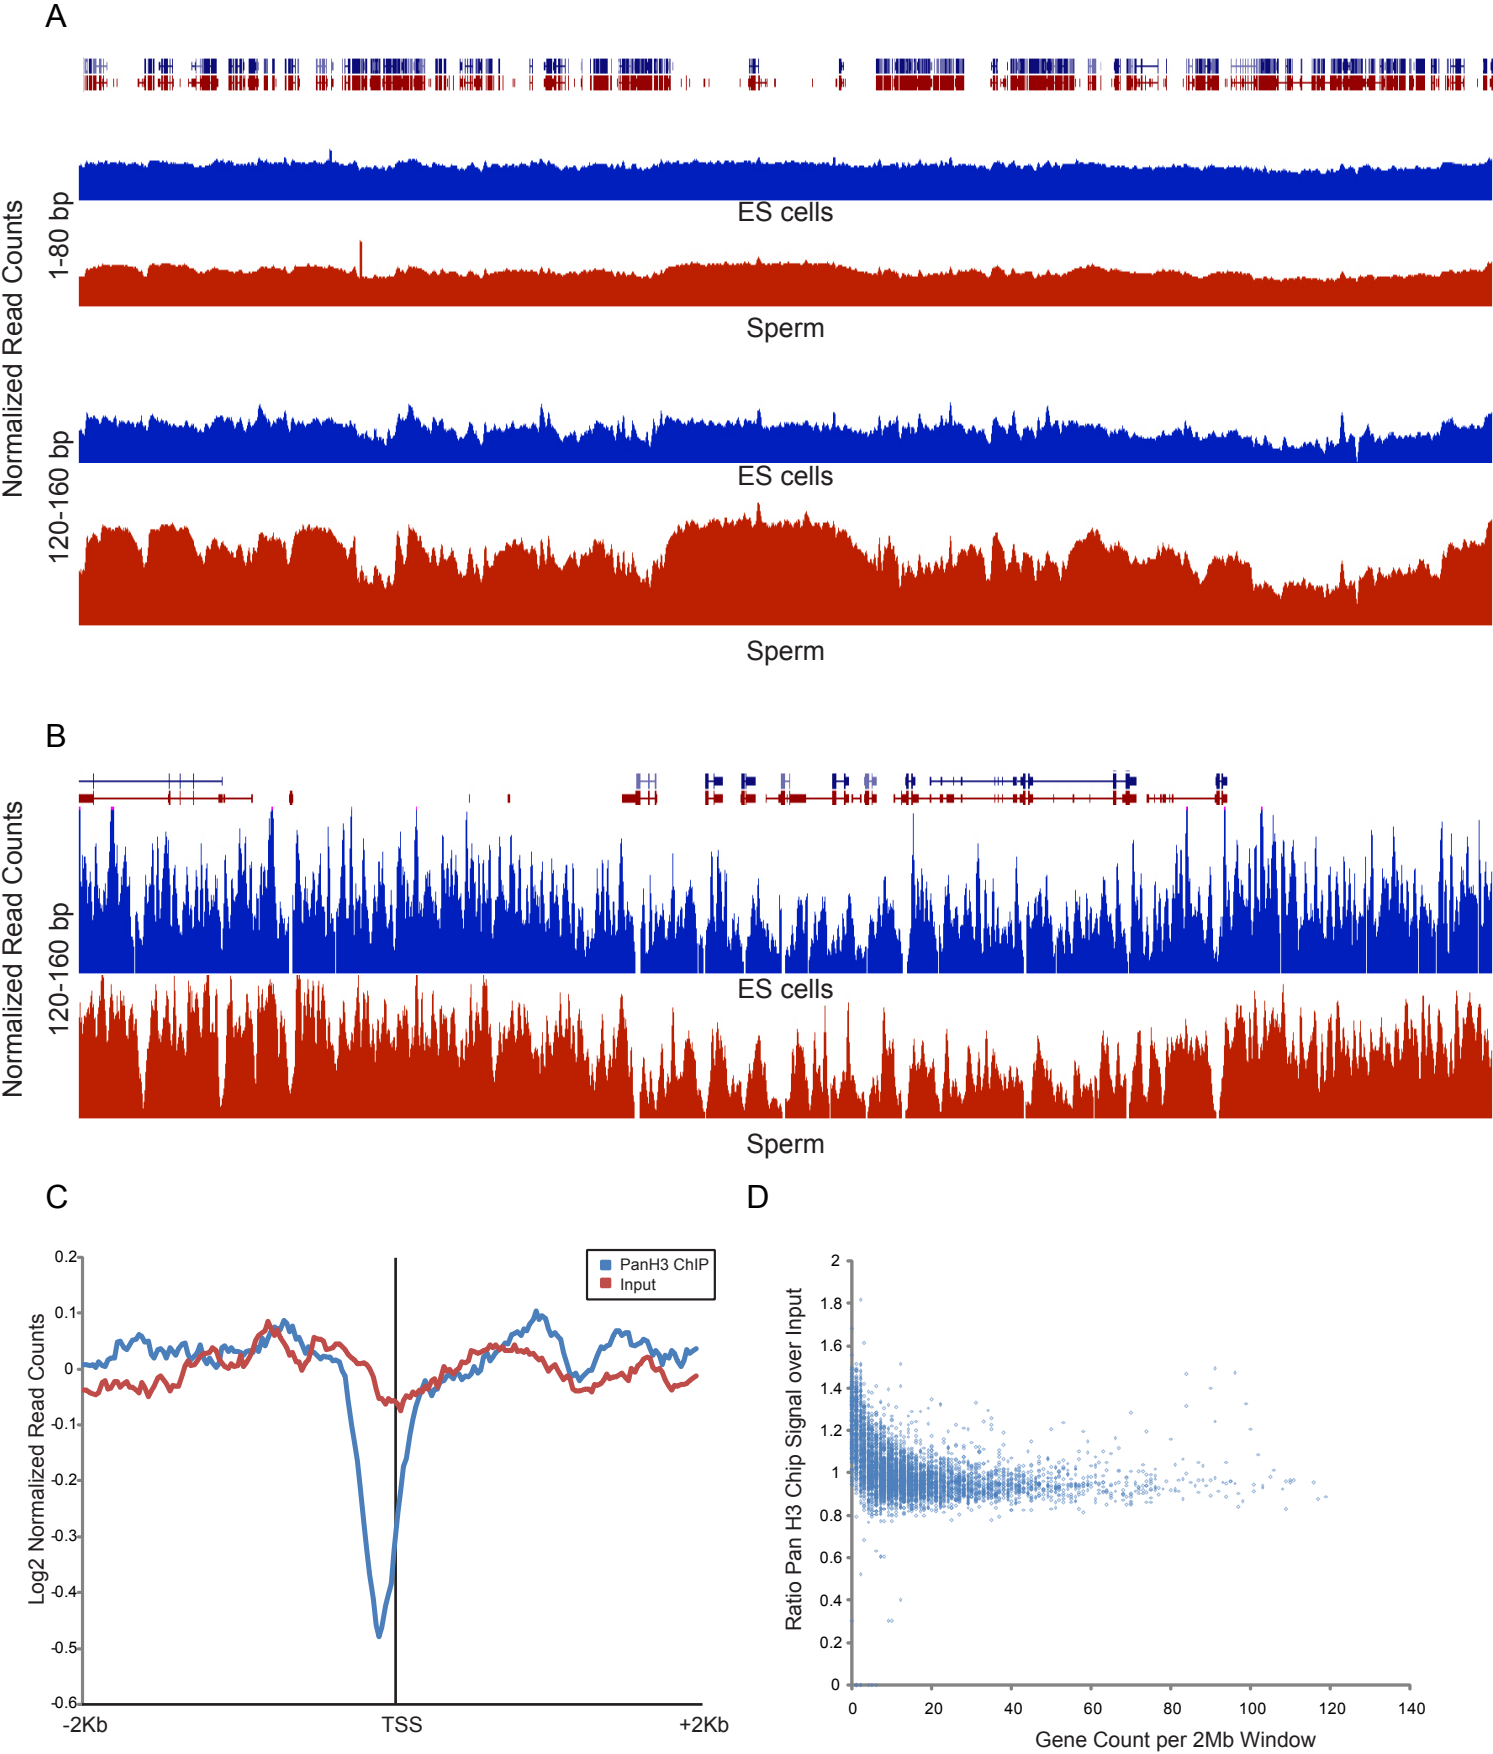 A
Normalized Read Counts
1-80 bp
ES cells
Sperm
120-160 bp
ES cells
Sperm
B
Normalized Read Counts
120-160 bp
ES cells
Sperm
C
Log2 Normalized Read Counts
0.2
0.1
0
-0.1
-0.2
-0.3
-0.4
-0.5
-0.6
PanH3 ChIP
Input
-2Kb
TSS
+2Kb
D
Ratio Pan H3 Chip Signal over Input
2
1.8
1.6
1.4
1.2
1
0.8
0.6
0.4
0.2
0
0 20 40 60 80 100 120 140
Gene Count per 2Mb Window